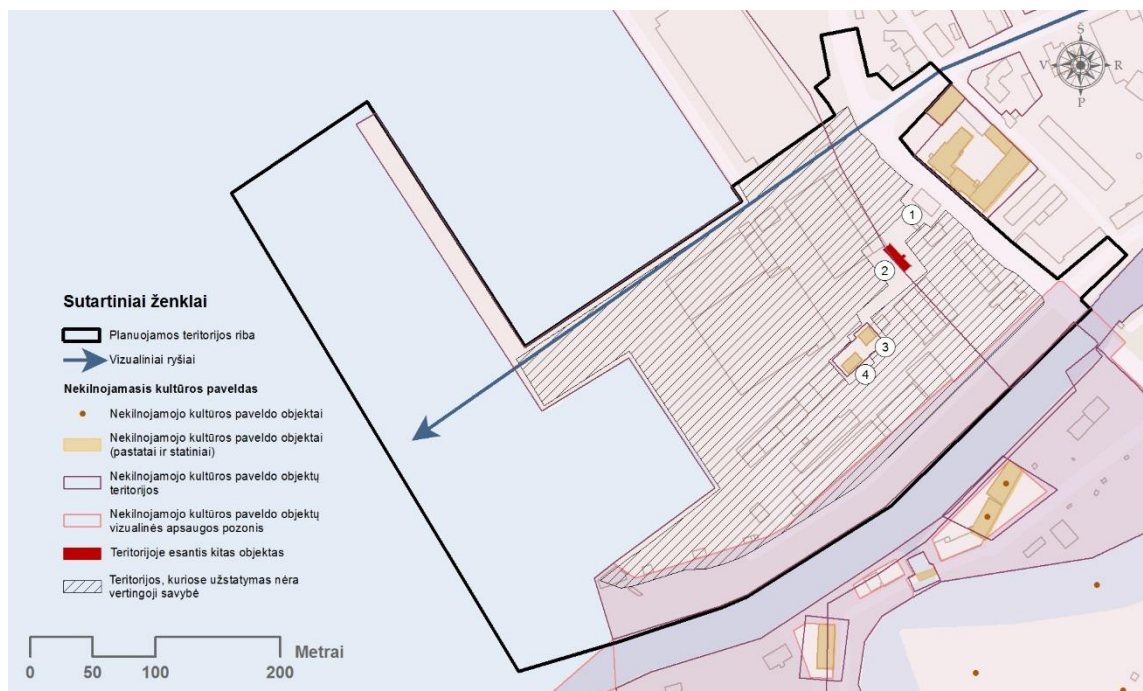 Š
V
R
P
1
2
3
4
Sutartiniai ženklai
Planuojamos teritorijos riba
Vizualiniai ryšiai
Nekilnojamasis kultūros paveldas
Nekilnojamojo kultūros paveldo objektai
Nekilnojamojo kultūros paveldo objektai
(pastatai ir statiniai)
Nekilnojamojo kultūros paveldo objektų
teritorijos
Nekilnojamojo kultūros paveldo objektų
vizualinės apsaugos pozonis
Teritorijoje esantis kitas objektas
Teritorijos, kuriose užstatymas nėra
vertingoji savybė
Metrai
0 50 100 200